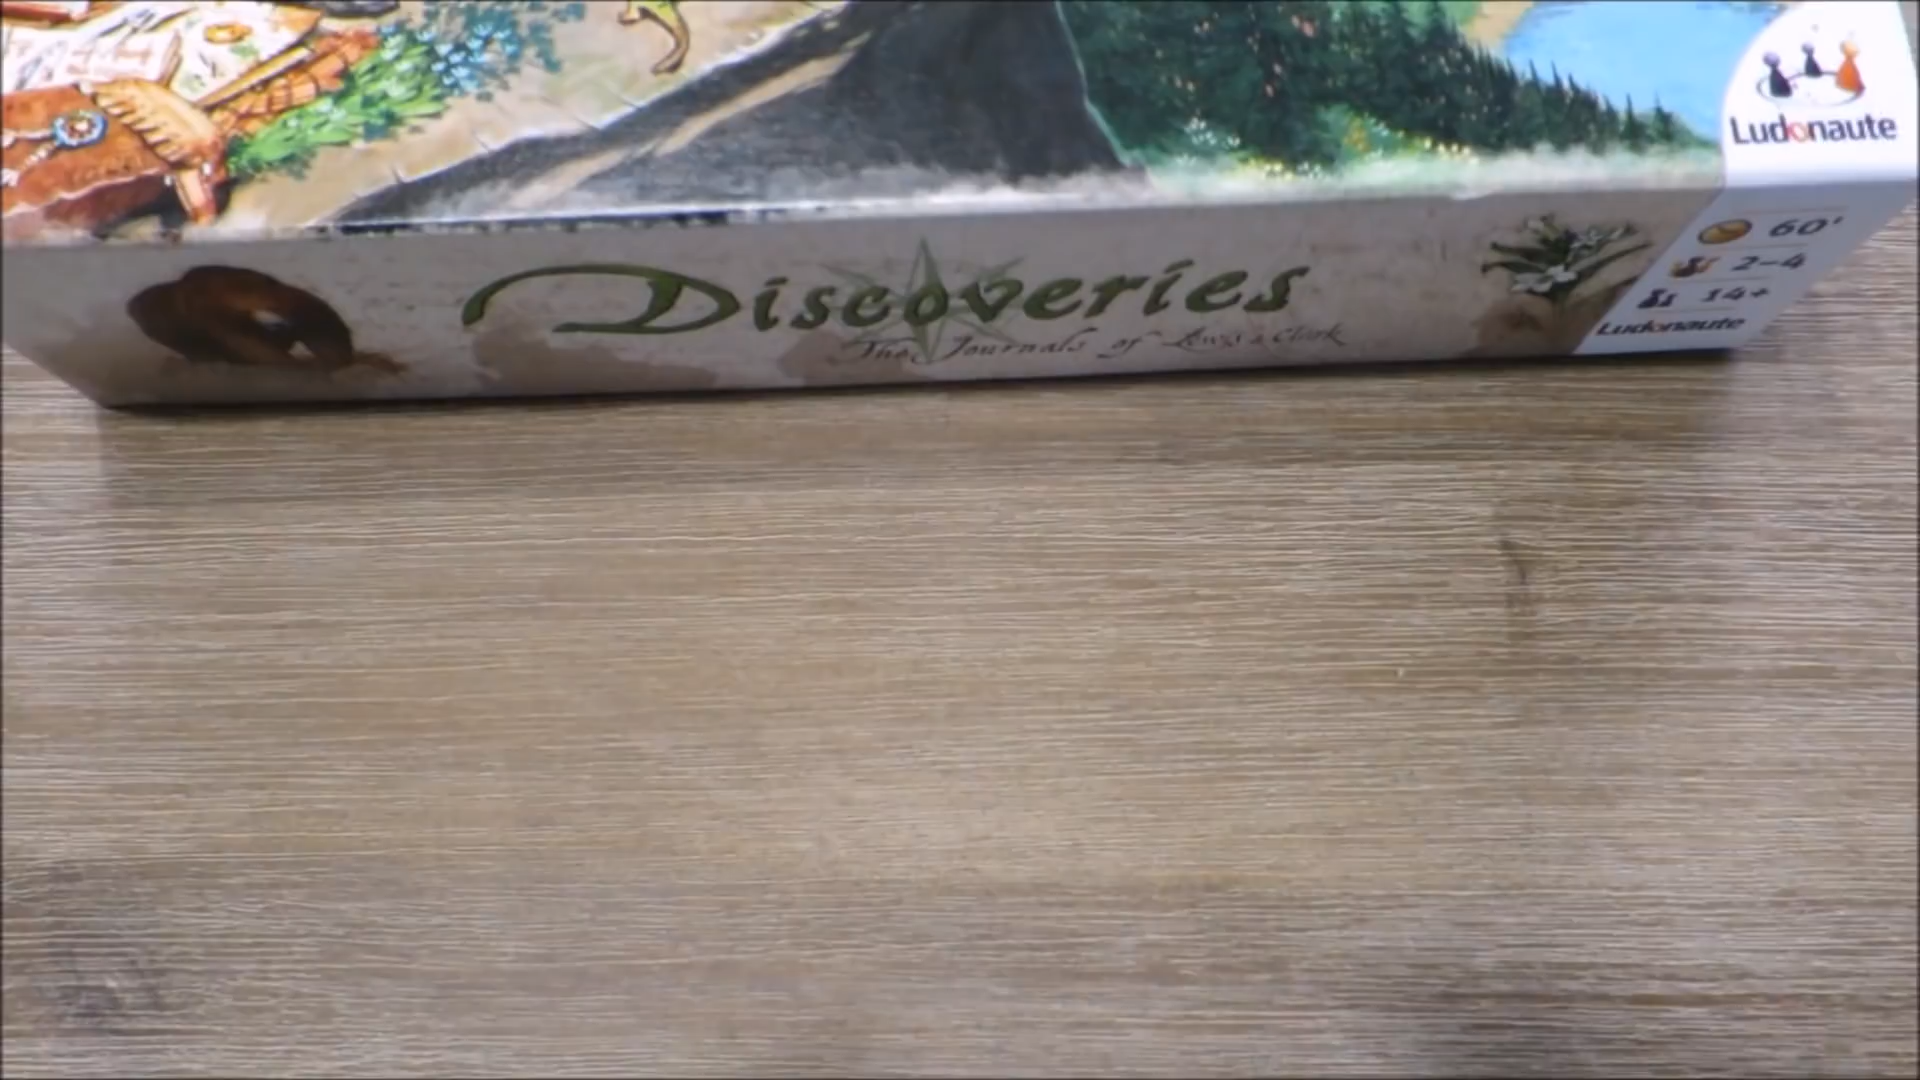 Ludonaute
Discoveries
The Journals of Lewis & Clark
60'
2-4
14+
Ludonaute